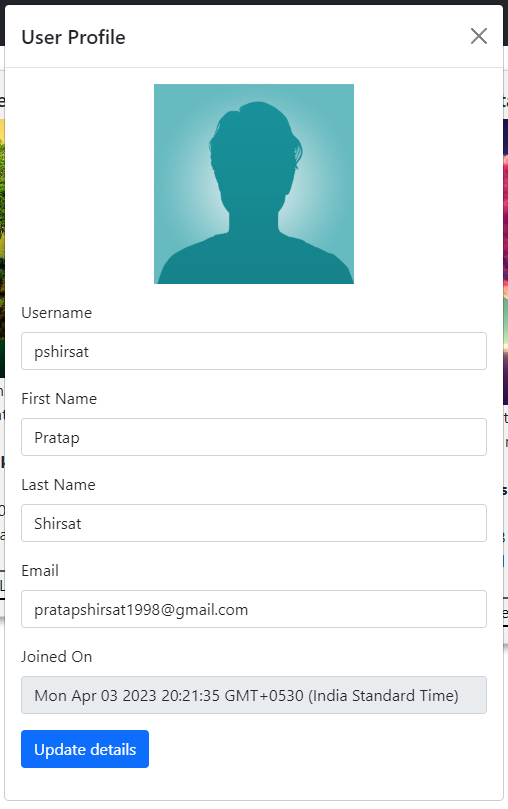 User Profile
Username
pshirsat
First Name
Pratap
Last Name
Shirsat
Email
pratapshirsat1998@gmail.com
Joined On
Mon Apr 03 2023 20:21:35 GMT+0530 (India Standard Time)
Update details